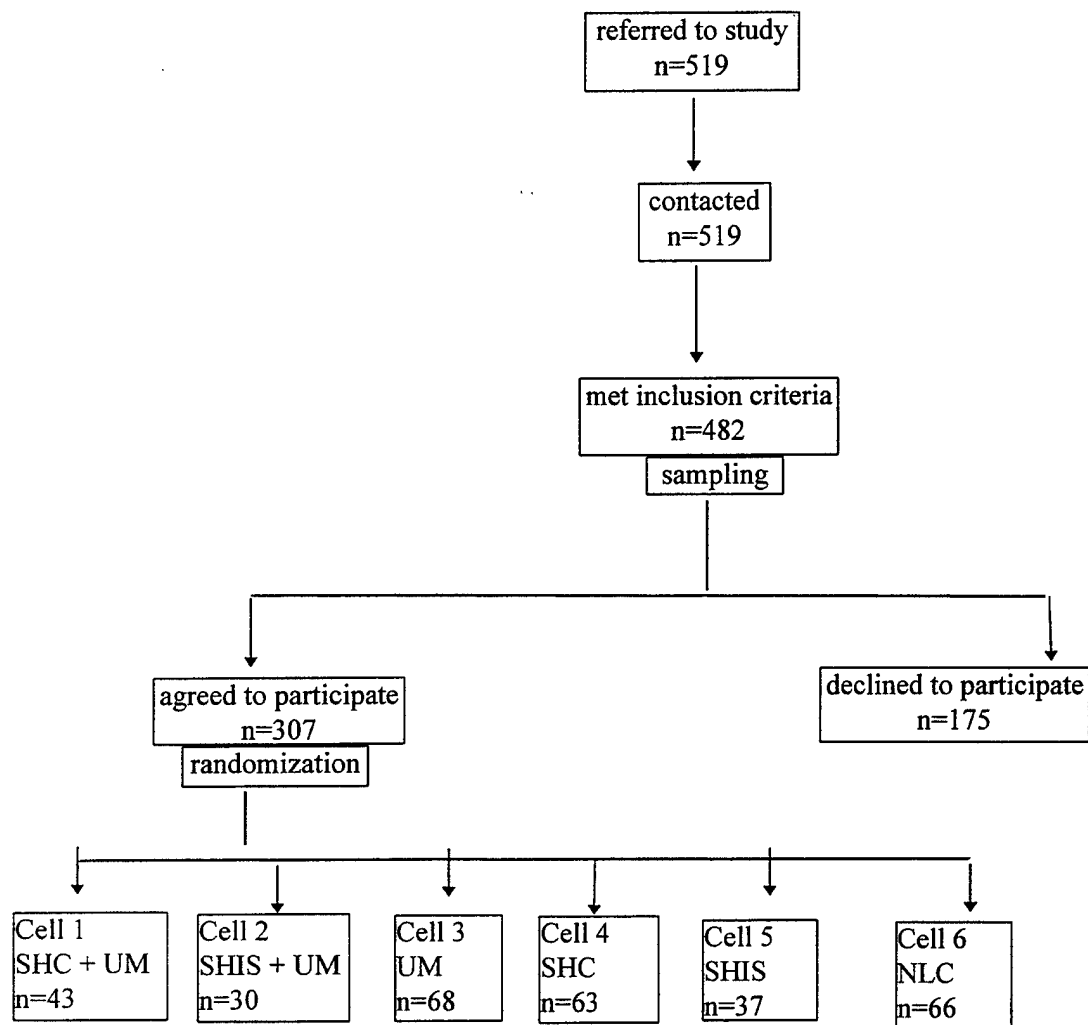 referred to study
n=519
contacted
n=519
met inclusion criteria
n=482
sampling
agreed to participate
n=307
randomization
declined to participate
n=175
Cell 1
SHC + UM
n=43
Cell 2
SHIS + UM
n=30
Cell 3
UM
n=68
Cell 4
SHC
n=63
Cell 5
SHIS
n=37
Cell 6
NLC
n=66